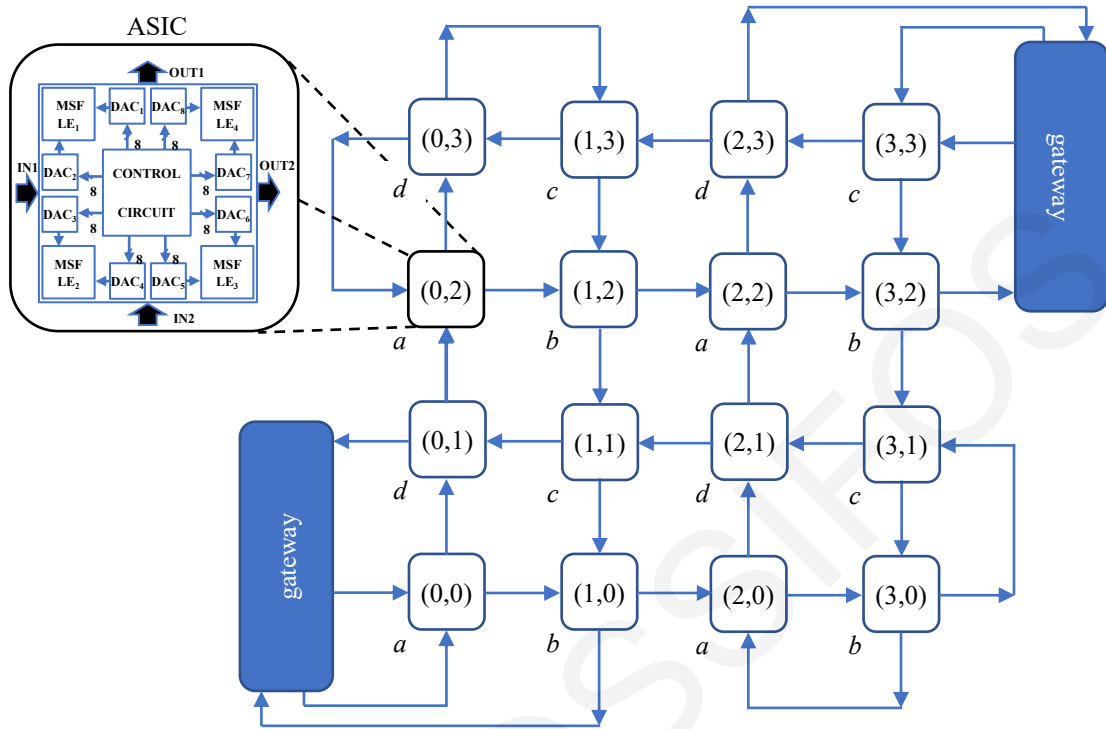 ASIC
OUT1
MSF LE1
DAC1
DAC8
MSF LE4
8
8
IN1
DAC2
CONTROL CIRCUIT
DAC7
OUT2
8
8
DAC3
DAC6
8
8
MSF LE2
DAC4
8
8
DAC5
MSF LE3
IN2
(0,3)
(1,3)
(2,3)
(3,3)
gateway
d
c
d
c
(0,2)
(1,2)
(2,2)
(3,2)
a
b
a
b
(0,1)
(1,1)
(2,1)
(3,1)
d
c
d
c
gateway
(0,0)
(1,0)
(2,0)
(3,0)
a
b
a
b